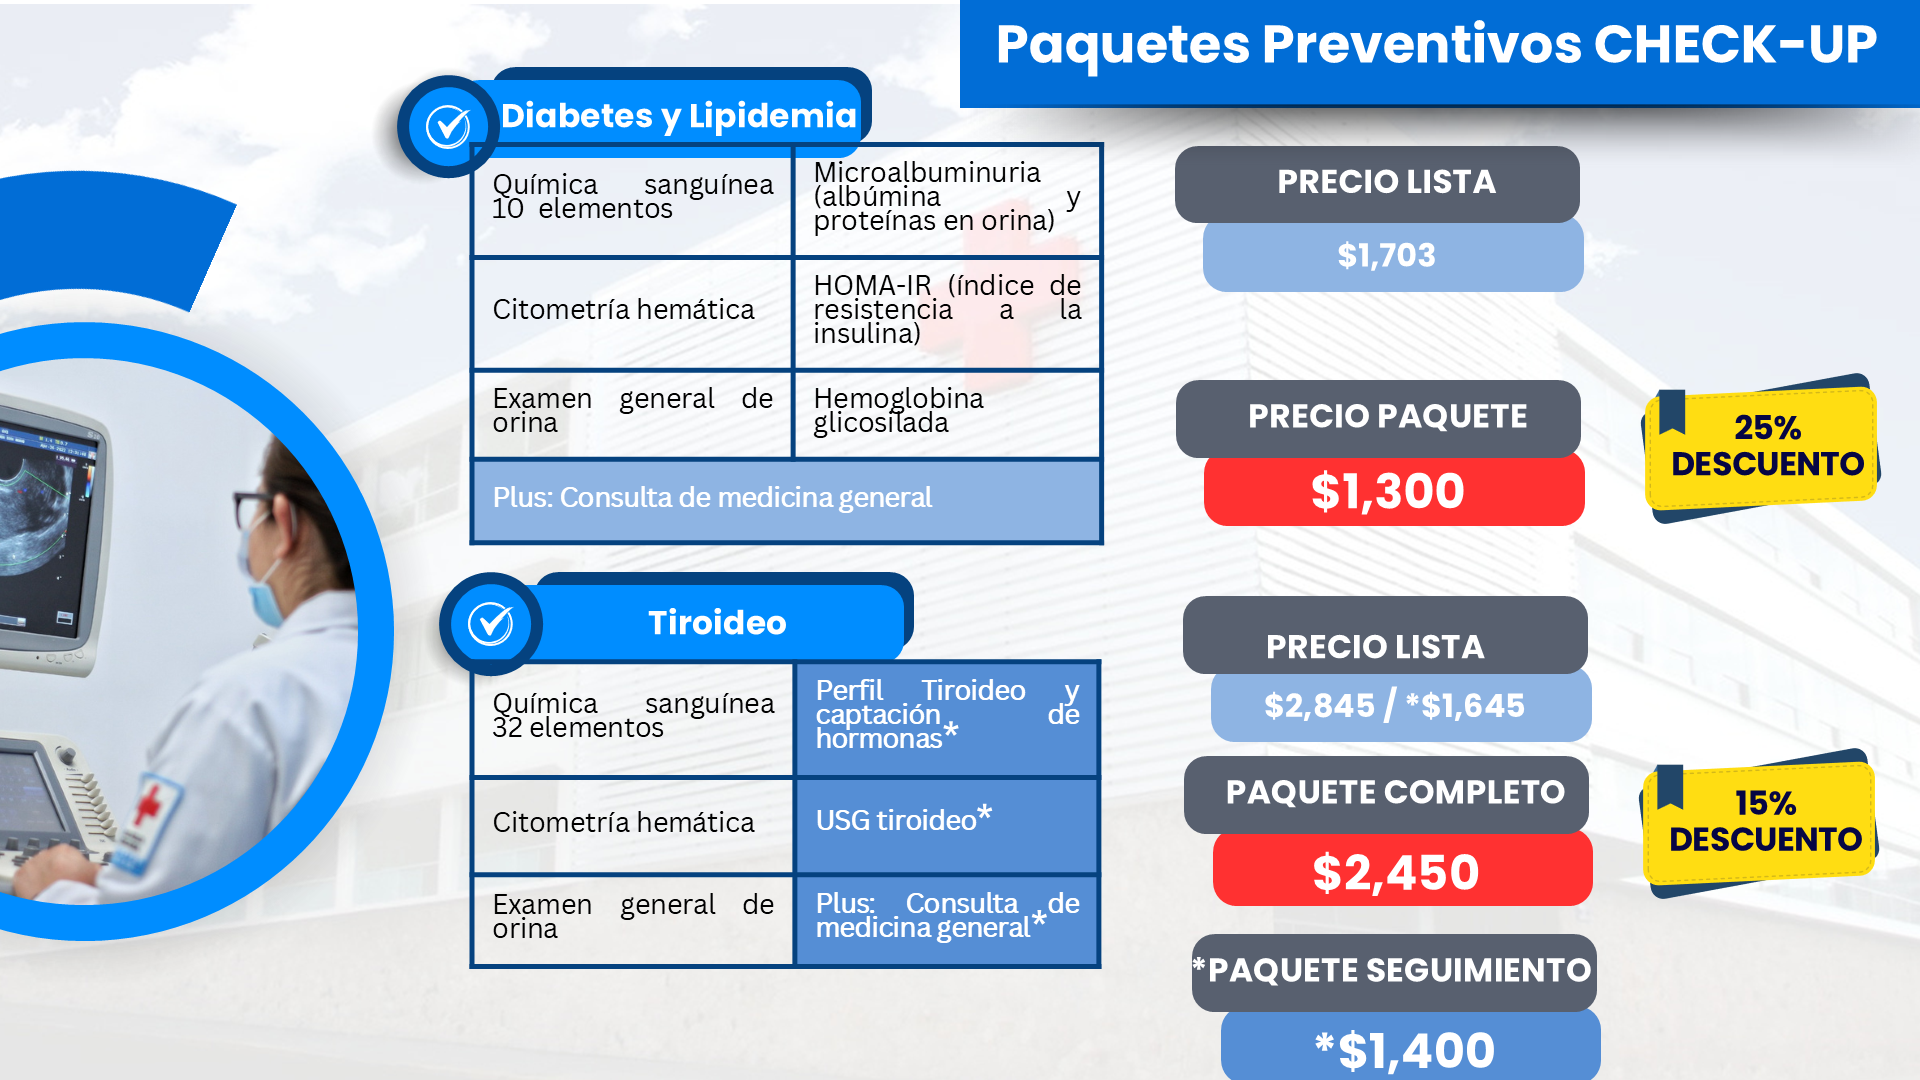 Paquetes Preventivos CHECK-UP
Diabetes y Lipidemia
Química sanguínea
10 elementos
Microalbuminuria
(albúmina y
proteínas en orina)
Citometría hemática
HOMA-IR (índice de
resistencia a la
insulina)
Examen general de
orina
Hemoglobina
glicosilada
Plus: Consulta de medicina general
PRECIO LISTA
$1,703
PRECIO PAQUETE
$1,300
25%
DESCUENTO
Tiroideo
Química sanguínea
32 elementos
Perfil Tiroideo y
captación de
hormonas*
Citometría hemática
USG tiroideo*
Examen general de
orina
Plus: Consulta de
medicina general*
PRECIO LISTA
$2,845 / *$1,645
PAQUETE COMPLETO
$2,450
15%
DESCUENTO
*PAQUETE SEGUIMIENTO
*$1,400